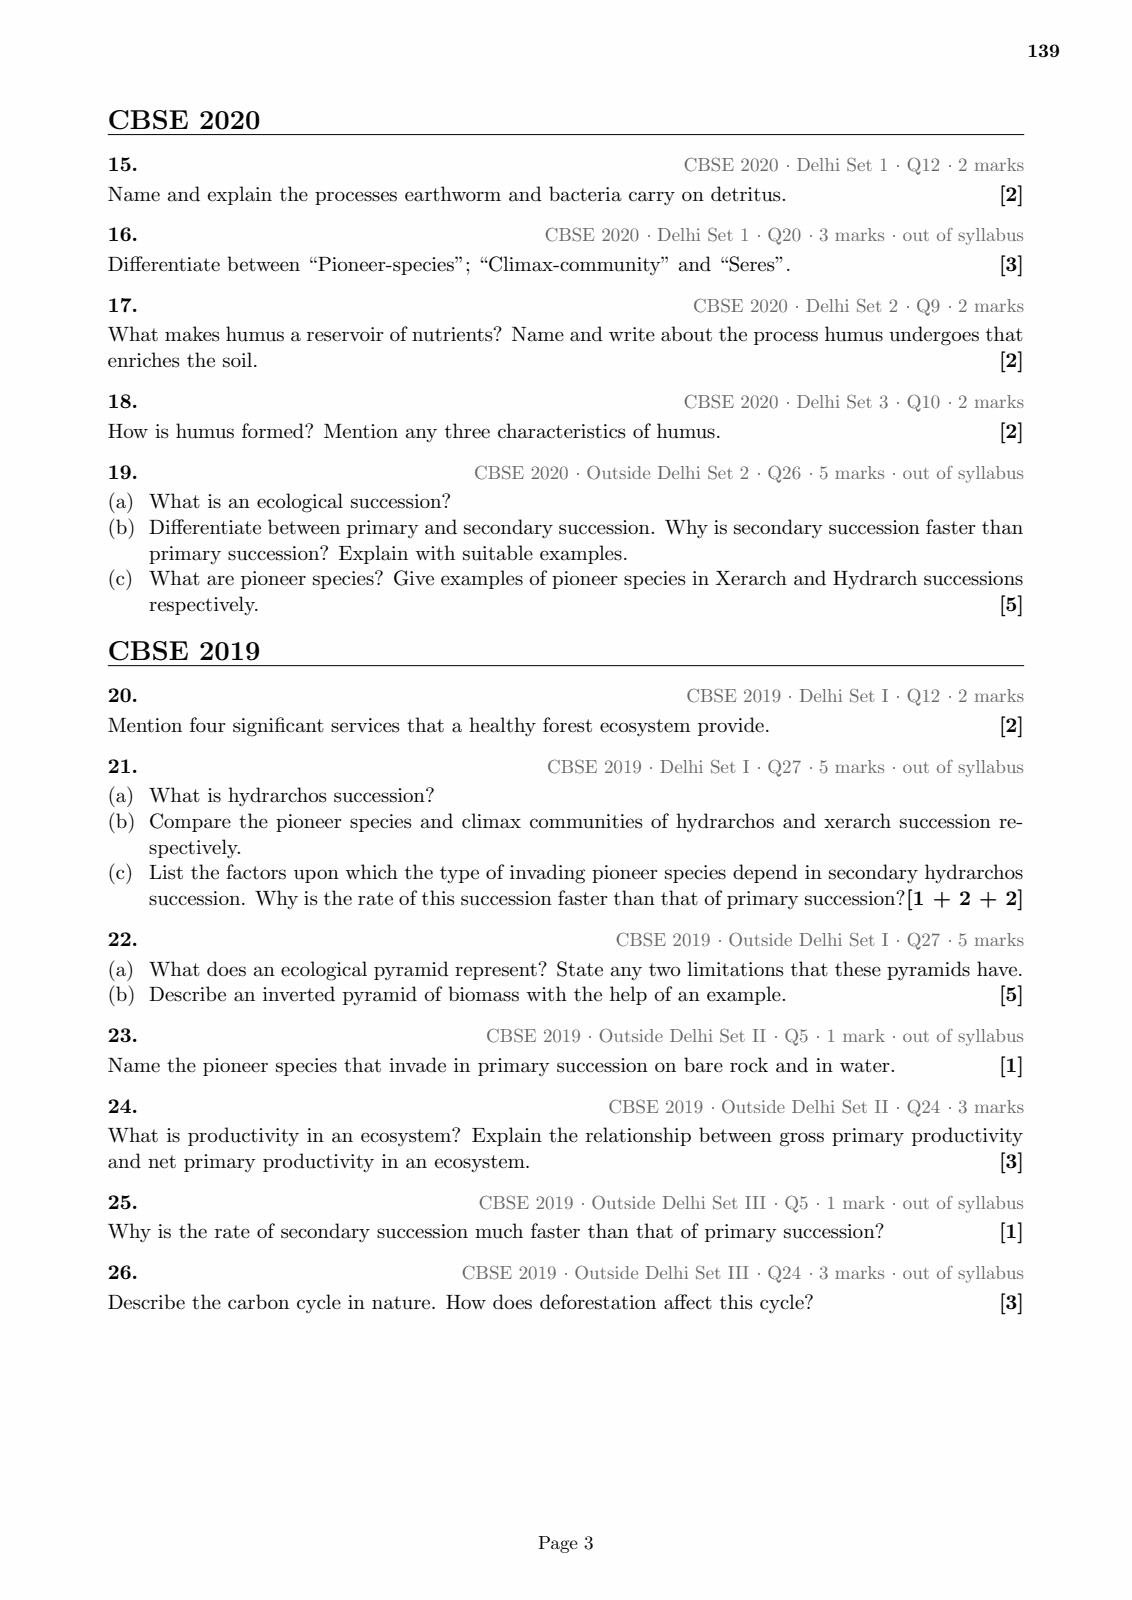 139
CBSE 2020
15. CBSE 2020 · Delhi Set 1 · Q12 · 2 marks
Name and explain the processes earthworm and bacteria carry on detritus. [2]
16. CBSE 2020 · Delhi Set 1 · Q20 · 3 marks · out of syllabus
Differentiate between “Pioneer-species”; “Climax-community” and “Seres”. [3]
17. CBSE 2020 · Delhi Set 2 · Q9 · 2 marks
What makes humus a reservoir of nutrients? Name and write about the process humus undergoes that
enriches the soil. [2]
18. CBSE 2020 · Delhi Set 3 · Q10 · 2 marks
How is humus formed? Mention any three characteristics of humus. [2]
19. CBSE 2020 · Outside Delhi Set 2 · Q26 · 5 marks · out of syllabus
(a) What is an ecological succession?
(b) Differentiate between primary and secondary succession. Why is secondary succession faster than
primary succession? Explain with suitable examples.
(c) What are pioneer species? Give examples of pioneer species in Xerarch and Hydrarch successions
respectively. [5]
CBSE 2019
20. CBSE 2019 · Delhi Set I · Q12 · 2 marks
Mention four significant services that a healthy forest ecosystem provide. [2]
21. CBSE 2019 · Delhi Set I · Q27 · 5 marks · out of syllabus
(a) What is hydrarchos succession?
(b) Compare the pioneer species and climax communities of hydrarchos and xerarch succession re-
spectively.
(c) List the factors upon which the type of invading pioneer species depend in secondary hydrarchos
succession. Why is the rate of this succession faster than that of primary succession?[1 + 2 + 2]
22. CBSE 2019 · Outside Delhi Set I · Q27 · 5 marks
(a) What does an ecological pyramid represent? State any two limitations that these pyramids have.
(b) Describe an inverted pyramid of biomass with the help of an example. [5]
23. CBSE 2019 · Outside Delhi Set II · Q5 · 1 mark · out of syllabus
Name the pioneer species that invade in primary succession on bare rock and in water. [1]
24. CBSE 2019 · Outside Delhi Set II · Q24 · 3 marks
What is productivity in an ecosystem? Explain the relationship between gross primary productivity
and net primary productivity in an ecosystem. [3]
25. CBSE 2019 · Outside Delhi Set III · Q5 · 1 mark · out of syllabus
Why is the rate of secondary succession much faster than that of primary succession? [1]
26. CBSE 2019 · Outside Delhi Set III · Q24 · 3 marks · out of syllabus
Describe the carbon cycle in nature. How does deforestation affect this cycle? [3]
Page 3